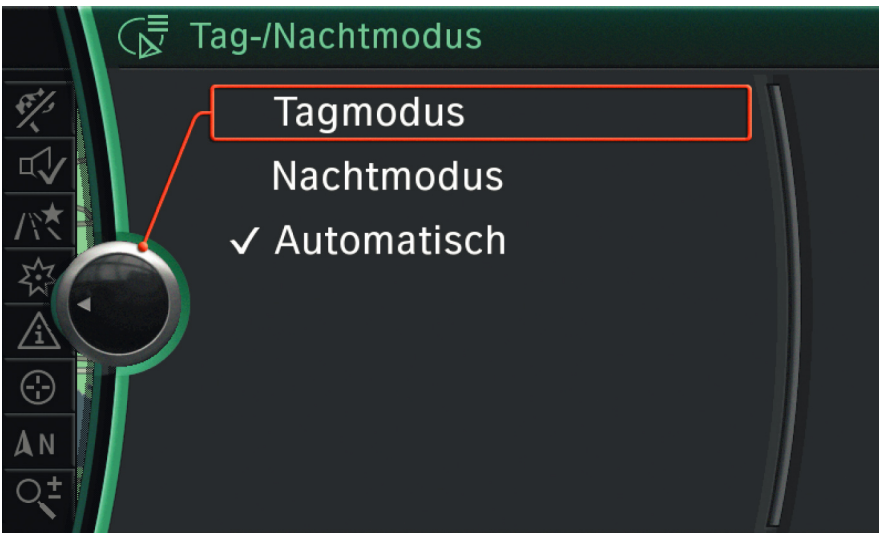 Tag-/Nachtmodus
Tagmodus
Nachtmodus
✓ Automatisch
N